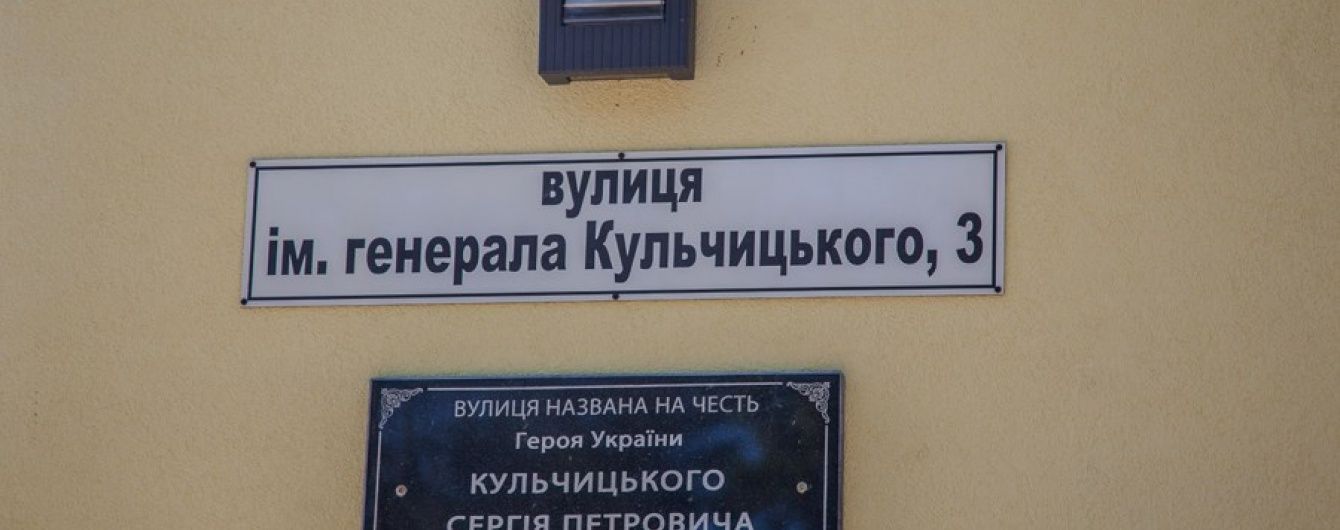 вулиця
ім. генерала Кульчицького, 3
ВУЛИЦЯ НАЗВАНА НА ЧЕСТЬ
Героя України
КУЛЬЧИЦЬКОГО
СЕРГІЯ ПЕТРОВИЧА